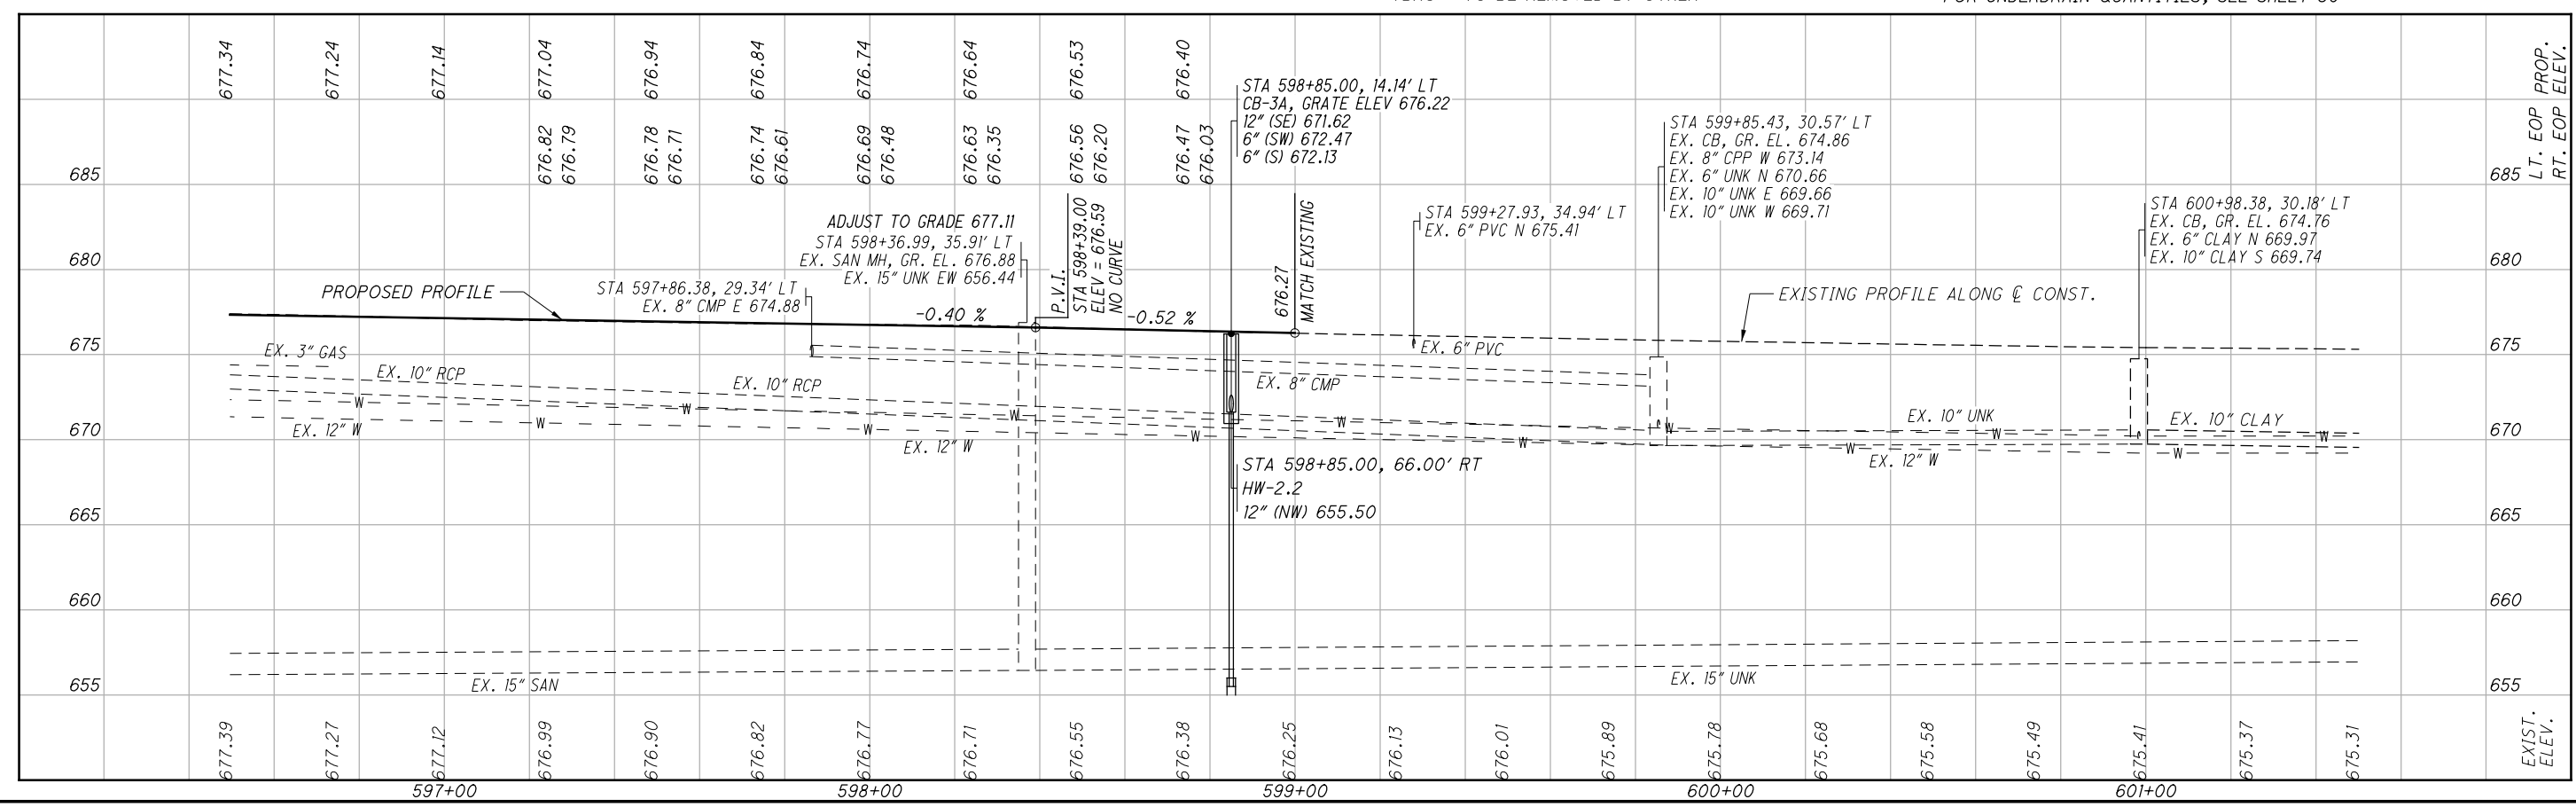 677.34
677.24
677.14
677.04
676.94
676.84
676.74
676.64
676.53
676.40
LT. EOP PROP.
RT. EOP ELEV.
676.82
676.79
676.78
676.71
676.74
676.61
676.69
676.48
676.63
676.35
676.56
676.20
676.47
676.03
STA 598+85.00, 14.14' LT
CB-3A, GRATE ELEV 676.22
12" (SE) 671.62
6" (SW) 672.47
6" (S) 672.13
STA 599+85.43, 30.57' LT
EX. CB, GR. EL. 674.86
EX. 8" CPP W 673.14
EX. 6" UNK N 670.66
EX. 10" UNK E 669.66
EX. 10" UNK W 669.71
685
685
ADJUST TO GRADE 677.11
STA 598+36.99, 35.91' LT
EX. SAN MH, GR. EL. 676.88
EX. 15" UNK EW 656.44
P.V.I.
STA 598+39.00
ELEV = 676.59
NO CURVE
676.27
MATCH EXISTING
STA 599+27.93, 34.94' LT
EX. 6" PVC N 675.41
STA 600+98.38, 30.18' LT
EX. CB, GR. EL. 674.76
EX. 6" CLAY N 669.97
EX. 10" CLAY S 669.74
680
680
PROPOSED PROFILE
STA 597+86.38, 29.34' LT
EX. 8" CMP E 674.88
EXISTING PROFILE ALONG ℄ CONST.
-0.40 %
-0.52 %
675
675
EX. 3" GAS
EX. 6" PVC
EX. 10" RCP
EX. 10" RCP
EX. 8" CMP
W
W
W
W
W
W
W
EX. 10" UNK
EX. 10" CLAY
670
670
EX. 12" W
W
W
W
W
W
W
EX. 12" W
EX. 12" W
STA 598+85.00, 66.00' RT
HW-2.2
12" (NW) 655.50
665
665
660
660
EX. 15" SAN
EX. 15" UNK
655
655
677.39
677.27
677.12
676.99
676.90
676.82
676.77
676.71
676.55
676.38
676.25
676.13
676.01
675.89
675.78
675.68
675.58
675.49
675.41
675.37
675.31
EXIST.
ELEV.
597+00
598+00
599+00
600+00
601+00